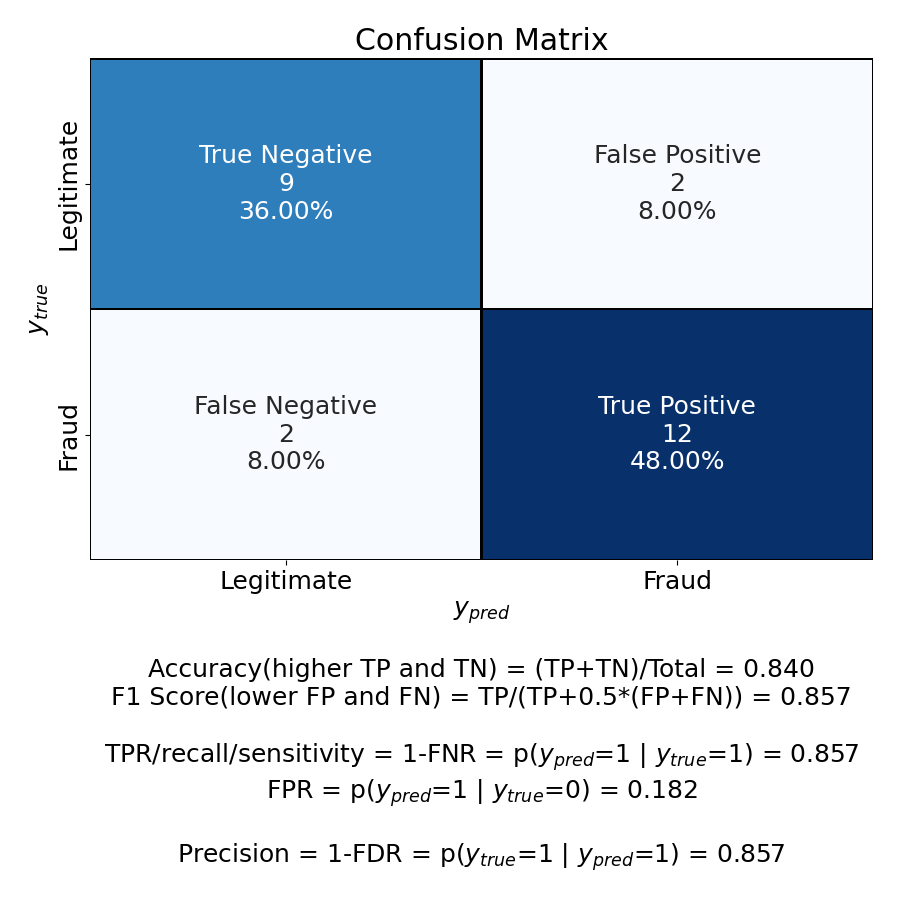 Confusion Matrix
Legitimate
True Negative
9
36.00%
False Positive
2
8.00%
y_true
Fraud
False Negative
2
8.00%
True Positive
12
48.00%
Legitimate
Fraud
y_pred
Accuracy(higher TP and TN) = (TP+TN)/Total = 0.840
F1 Score(lower FP and FN) = TP/(TP+0.5*(FP+FN)) = 0.857
TPR/recall/sensitivity = 1-FNR = p(y_pred=1 | y_true=1) = 0.857
FPR = p(y_pred=1 | y_true=0) = 0.182
Precision = 1-FDR = p(y_true=1 | y_pred=1) = 0.857